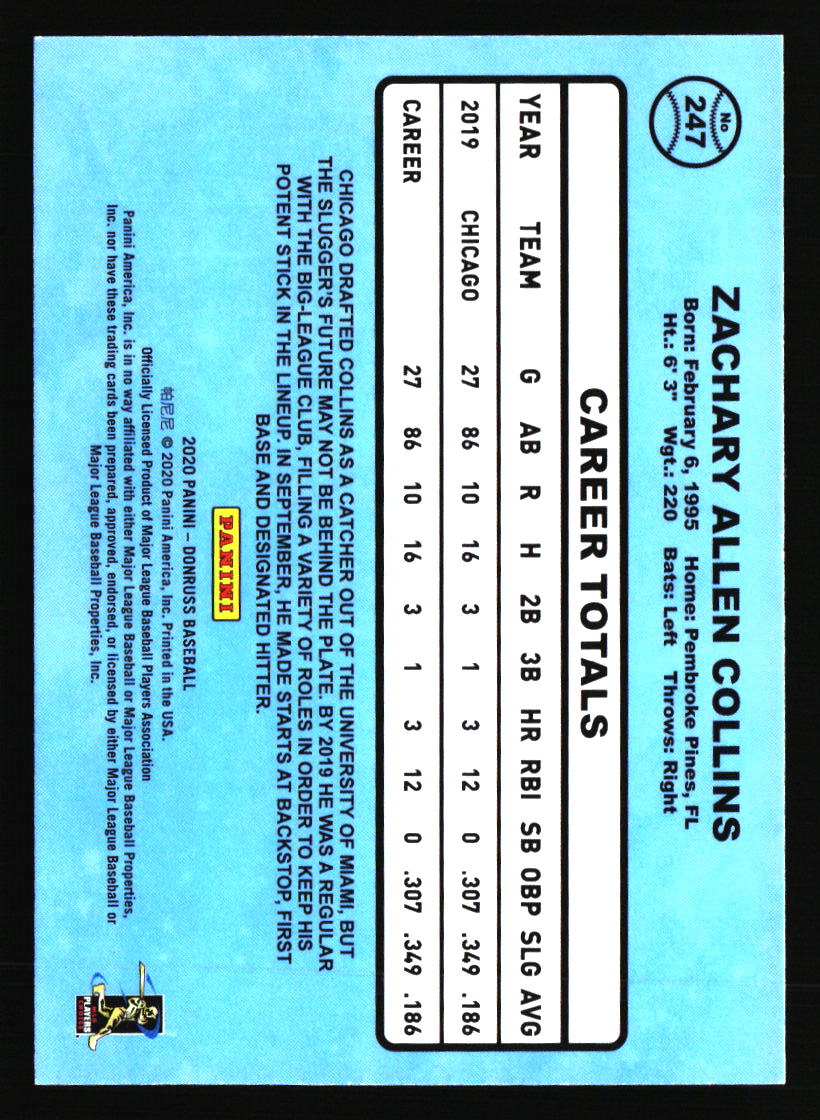 No
247
ZACHARY ALLEN COLLINS
Born: February 6, 1995 Home: Pembroke Pines, FL
Ht.: 6' 3" Wgt.: 220 Bats: Left Throws: Right
CAREER TOTALS
YEAR TEAM G AB R H 2B 3B HR RBI SB OBP SLG AVG
2019 CHICAGO 27 86 10 16 3 1 3 12 0 .307 .349 .186
CAREER 27 86 10 16 3 1 3 12 0 .307 .349 .186
CHICAGO DRAFTED COLLINS AS A CATCHER OUT OF THE UNIVERSITY OF MIAMI, BUT
THE SLUGGER'S FUTURE MAY NOT BE BEHIND THE PLATE. BY 2019 HE WAS A REGULAR
WITH THE BIG-LEAGUE CLUB, FILLING A VARIETY OF ROLES IN ORDER TO KEEP HIS
POTENT STICK IN THE LINEUP. IN SEPTEMBER, HE MADE STARTS AT BACKSTOP, FIRST
BASE AND DESIGNATED HITTER.
PANINI
2020 PANINI – DONRUSS BASEBALL
帕尼尼 © 2020 Panini America, Inc. Printed in the USA.
Officially Licensed Product of Major League Baseball Players Association
Panini America, Inc. is in no way affiliated with either Major League Baseball or Major League Baseball Properties,
Inc. nor have these trading cards been prepared, approved, endorsed, or licensed by either Major League Baseball or
Major League Baseball Properties, Inc.
MLB
PLAYERS
CHOICE